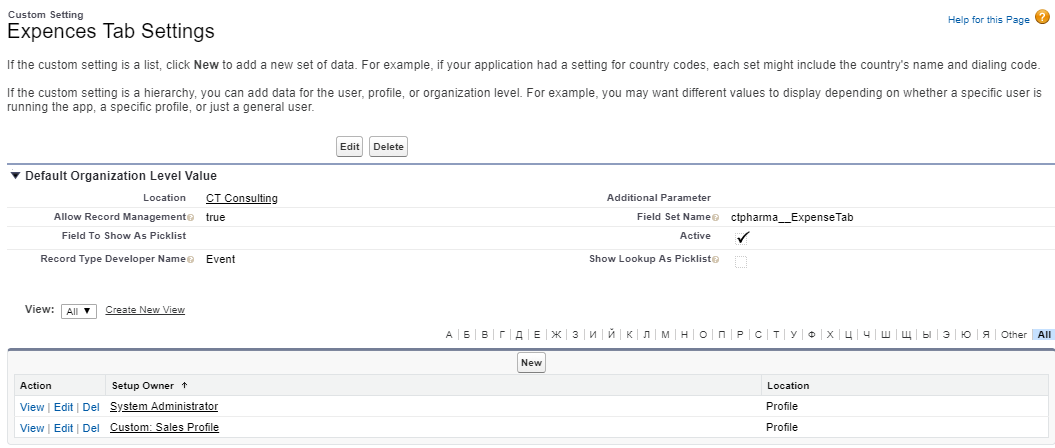 Custom Setting
Expences Tab Settings
Help for this Page ?
If the custom setting is a list, click New to add a new set of data. For example, if your application had a setting for country codes, each set might include the country's name and dialing code.
If the custom setting is a hierarchy, you can add data for the user, profile, or organization level. For example, you may want different values to display depending on whether a specific user is
running the app, a specific profile, or just a general user.
Edit Delete
Default Organization Level Value
Location CT Consulting Additional Parameter
Allow Record Management ? true Field Set Name ? ctpharma__ExpenseTab
Field To Show As Picklist Active
Record Type Developer Name ? Event Show Lookup As Picklist ?
View: All Create New View
А | Б | В | Г | Д | Е | Ж | З | И | Й | К | Л | М | Н | О | П | Р | С | Т | У | Ф | Х | Ц | Ч | Ш | Щ | Ы | Э | Ю | Я | Other | All
New
Action Setup Owner ↑ Location
View | Edit | Del System Administrator Profile
View | Edit | Del Custom: Sales Profile Profile